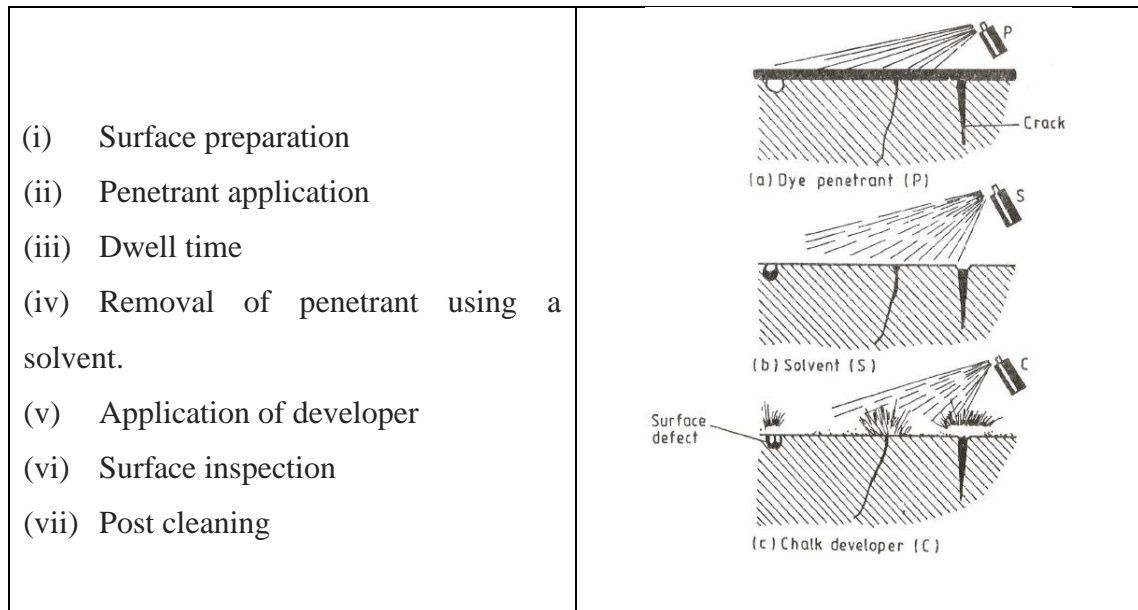 (i) Surface preparation
(ii) Penetrant application
(iii) Dwell time
(iv) Removal of penetrant using a
solvent.
(v) Application of developer
(vi) Surface inspection
(vii) Post cleaning
P
Crack
(a) Dye penetrant (P)
S
(b) Solvent (S)
C
Surface
defect
(c) Chalk developer (C)